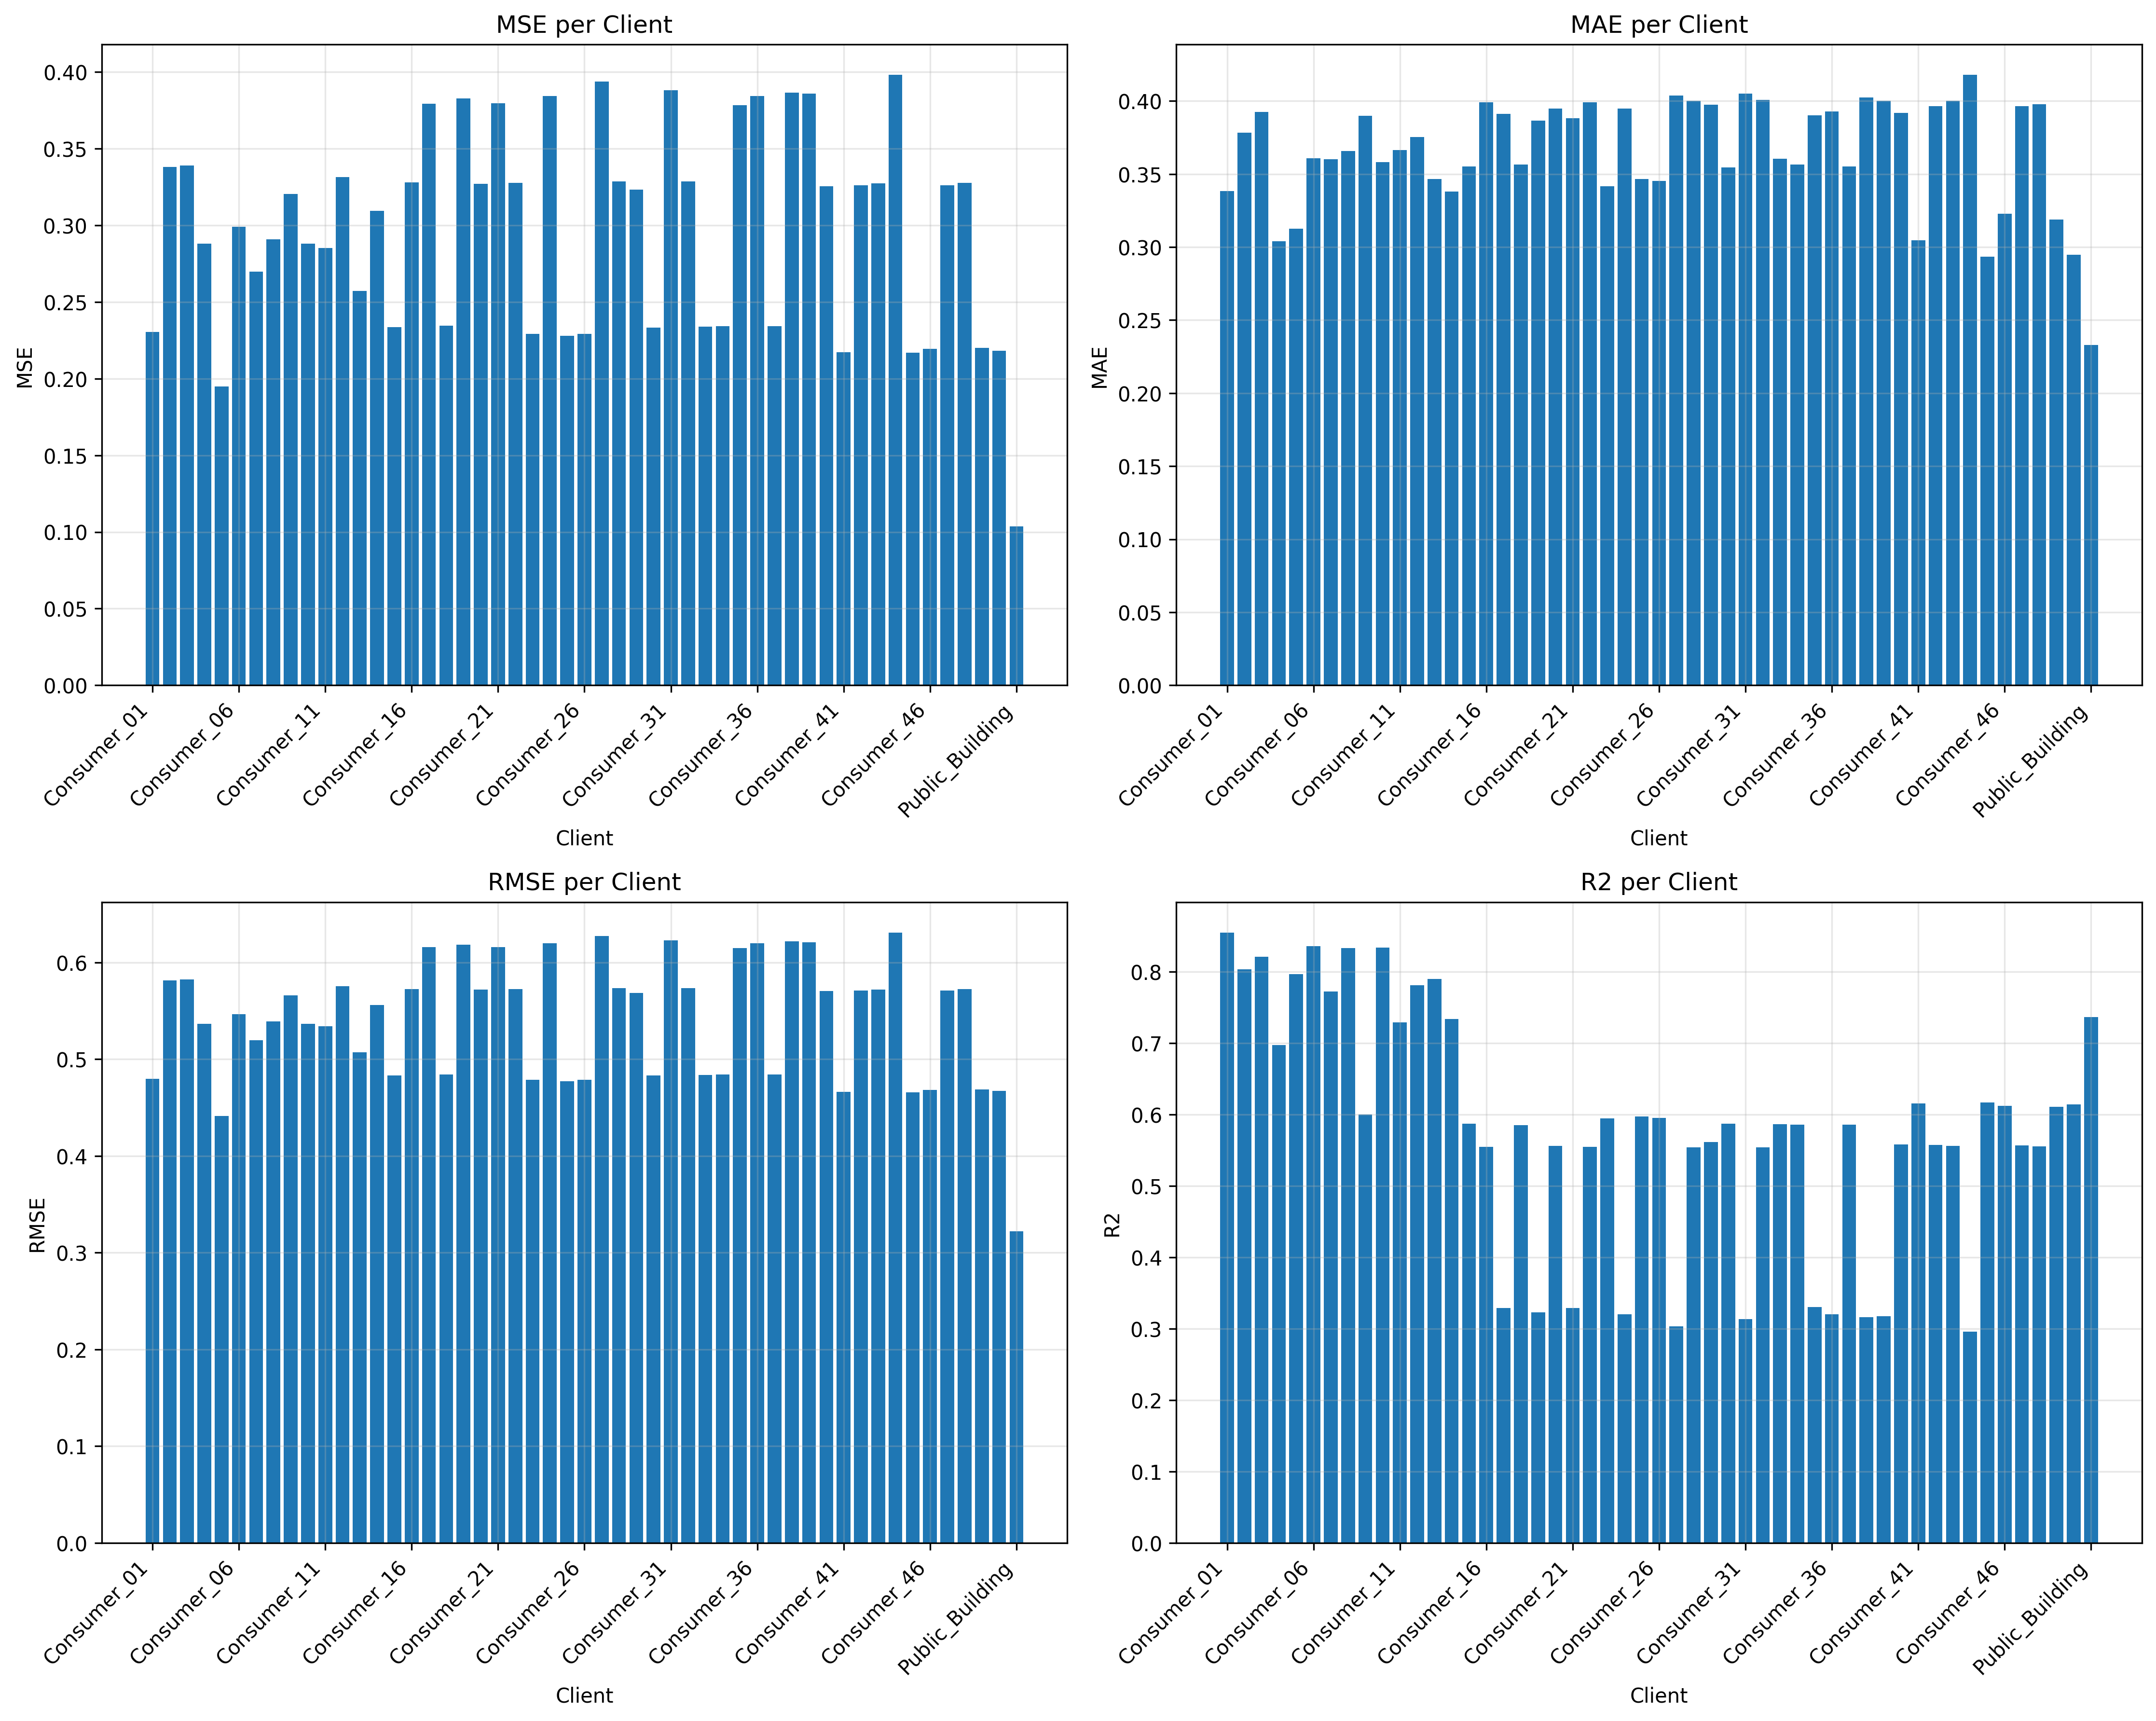 MSE per Client
0.40
0.35
0.30
0.25
0.20
0.15
0.10
0.05
0.00
MSE
Consumer_01
Consumer_06
Consumer_11
Consumer_16
Consumer_21
Consumer_26
Consumer_31
Consumer_36
Consumer_41
Consumer_46
Public_Building
Client
MAE per Client
0.40
0.35
0.30
0.25
0.20
0.15
0.10
0.05
0.00
MAE
Consumer_01
Consumer_06
Consumer_11
Consumer_16
Consumer_21
Consumer_26
Consumer_31
Consumer_36
Consumer_41
Consumer_46
Public_Building
Client
RMSE per Client
0.6
0.5
0.4
0.3
0.2
0.1
0.0
RMSE
Consumer_01
Consumer_06
Consumer_11
Consumer_16
Consumer_21
Consumer_26
Consumer_31
Consumer_36
Consumer_41
Consumer_46
Public_Building
Client
R2 per Client
0.8
0.7
0.6
0.5
0.4
0.3
0.2
0.1
0.0
R2
Consumer_01
Consumer_06
Consumer_11
Consumer_16
Consumer_21
Consumer_26
Consumer_31
Consumer_36
Consumer_41
Consumer_46
Public_Building
Client